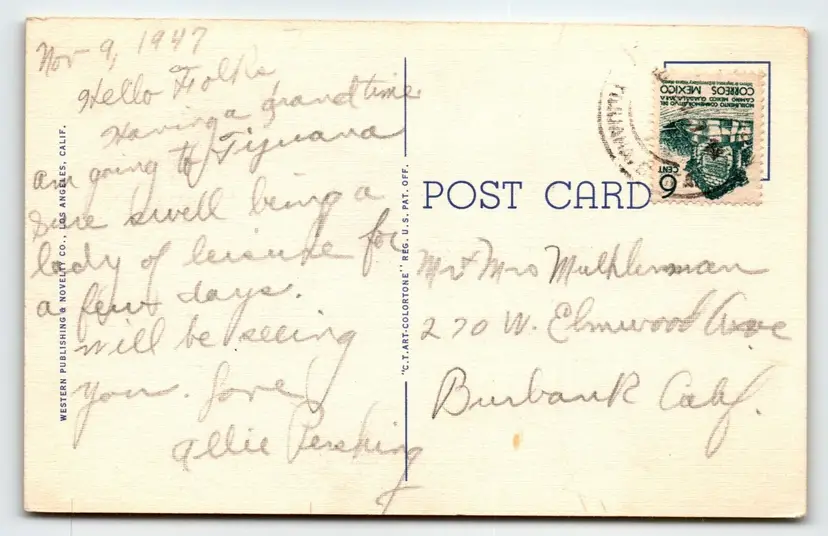 Nov 9, 1947
Hello Folks
Having a grand time
am going to Tijuana
sure swell being a
lady of leisure for
a few days.
will be seeing
you. Love
Allie Pershing
WESTERN PUBLISHING & NOVELTY CO., LOS ANGELES, CALIF.
"C.T. ART-COLORTONE" REG. U.S. PAT. OFF.
POST CARD
CORREOS MEXICO
6
CENT
TIJUANA, B.
Mr Mrs
270 W. Elmwood Ave
Burbank Calif.